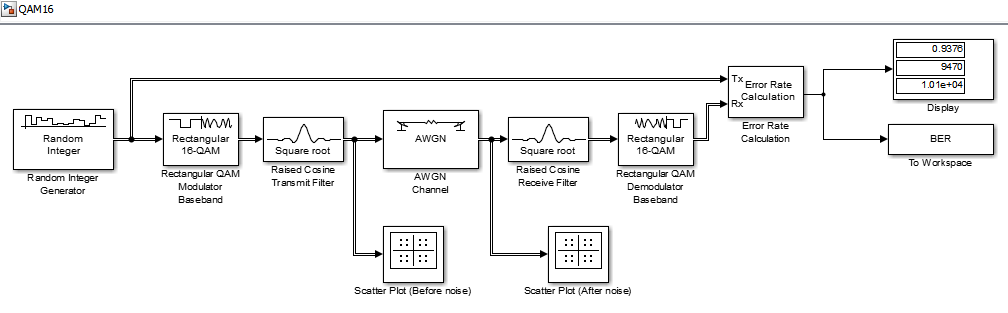 QAM16
0.9376
9470
1.01e+04
Display
Tx
Error Rate
Calculation
Rx
Error Rate
Calculation
BER
To Workspace
Random
Integer
Random Integer
Generator
Rectangular
16-QAM
Rectangular QAM
Modulator
Baseband
Square root
Raised Cosine
Transmit Filter
AWGN
AWGN
Channel
Square root
Raised Cosine
Receive Filter
Rectangular
16-QAM
Rectangular QAM
Demodulator
Baseband
Scatter Plot (Before noise)
Scatter Plot (After noise)